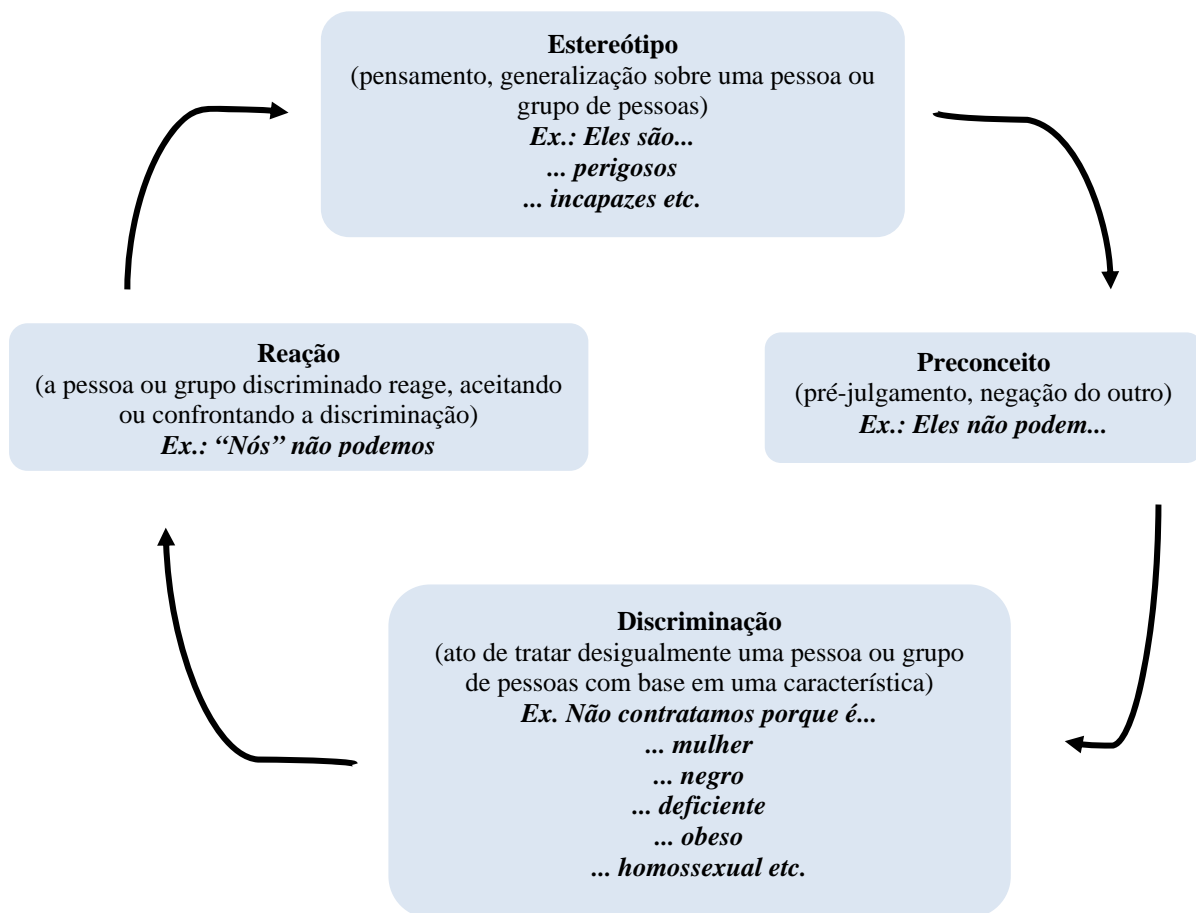 Estereótipo
(pensamento, generalização sobre uma pessoa ou
grupo de pessoas)
Ex.: Eles são...
... perigosos
... incapazes etc.
Reação
(a pessoa ou grupo discriminado reage, aceitando
ou confrontando a discriminação)
Ex.: “Nós” não podemos
Preconceito
(pré-julgamento, negação do outro)
Ex.: Eles não podem...
Discriminação
(ato de tratar desigualmente uma pessoa ou grupo
de pessoas com base em uma característica)
Ex. Não contratamos porque é...
... mulher
... negro
... deficiente
... obeso
... homossexual etc.